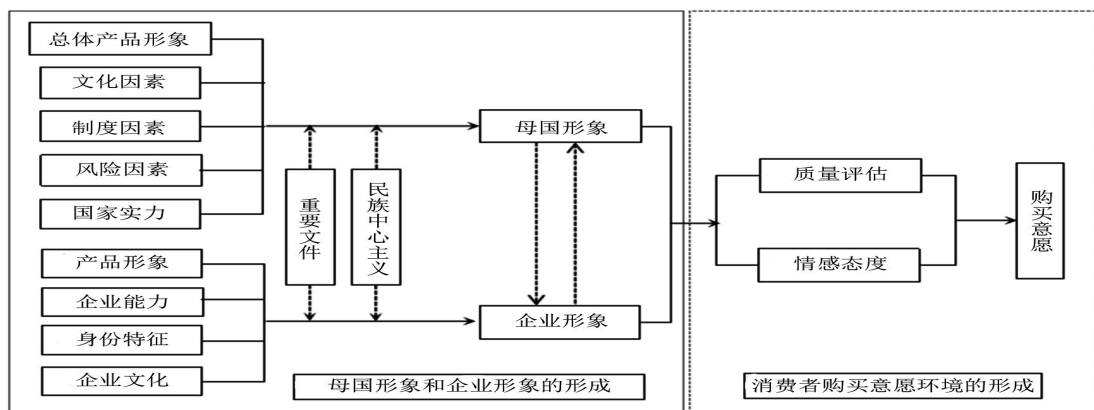 总体产品形象
文化因素
制度因素
风险因素
国家实力
产品形象
企业能力
身份特征
企业文化
重要文件
民族中心主义
母国形象
企业形象
母国形象和企业形象的形成
质量评估
情感态度
购买意愿
消费者购买意愿环境的形成